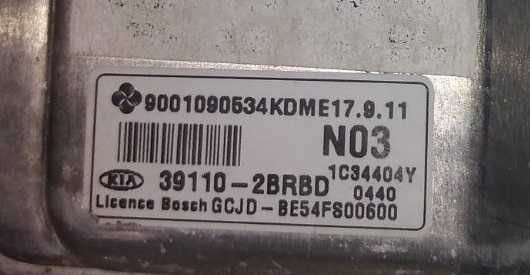 9001090534KDME17.9.11
N03
KIA 39110-2BRBD 1C34404Y
0440
Licence Bosch GCJD-BE54FS00600